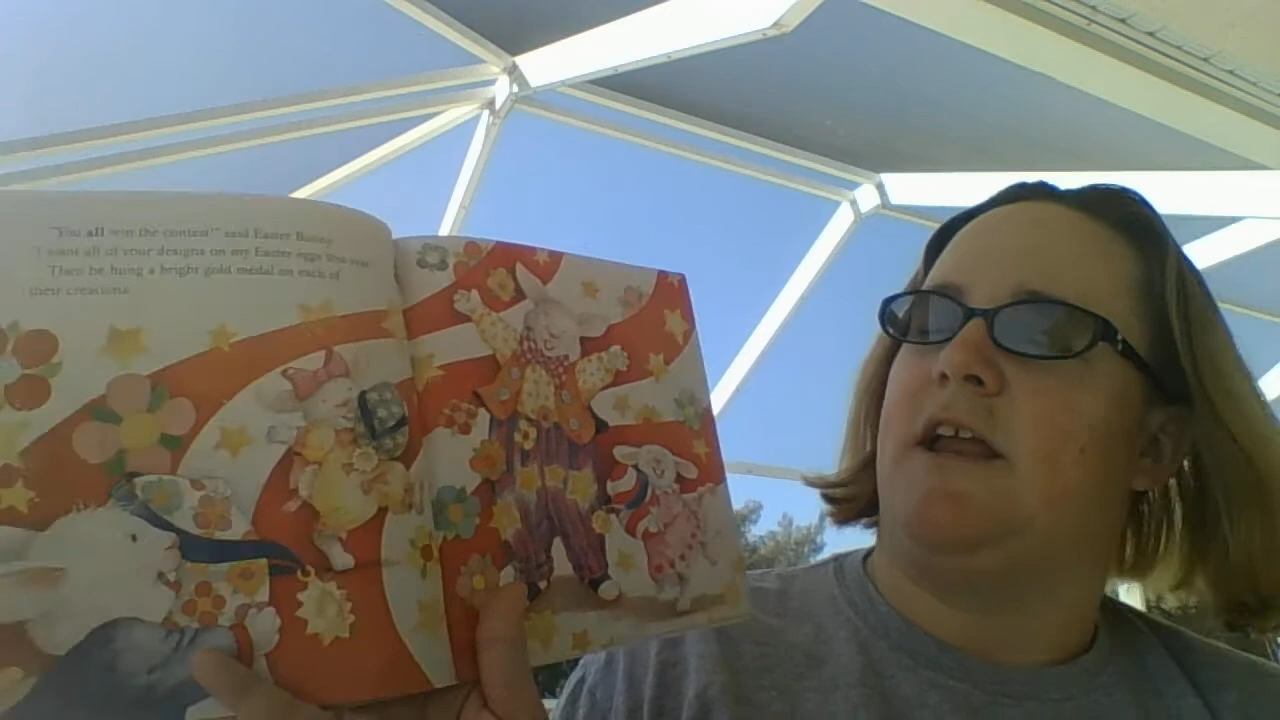 "You all win the contest!" said Easter Bunny.
"I want all of your designs on my Easter eggs this year."
Then he hung a bright gold medal on each of
their creations.